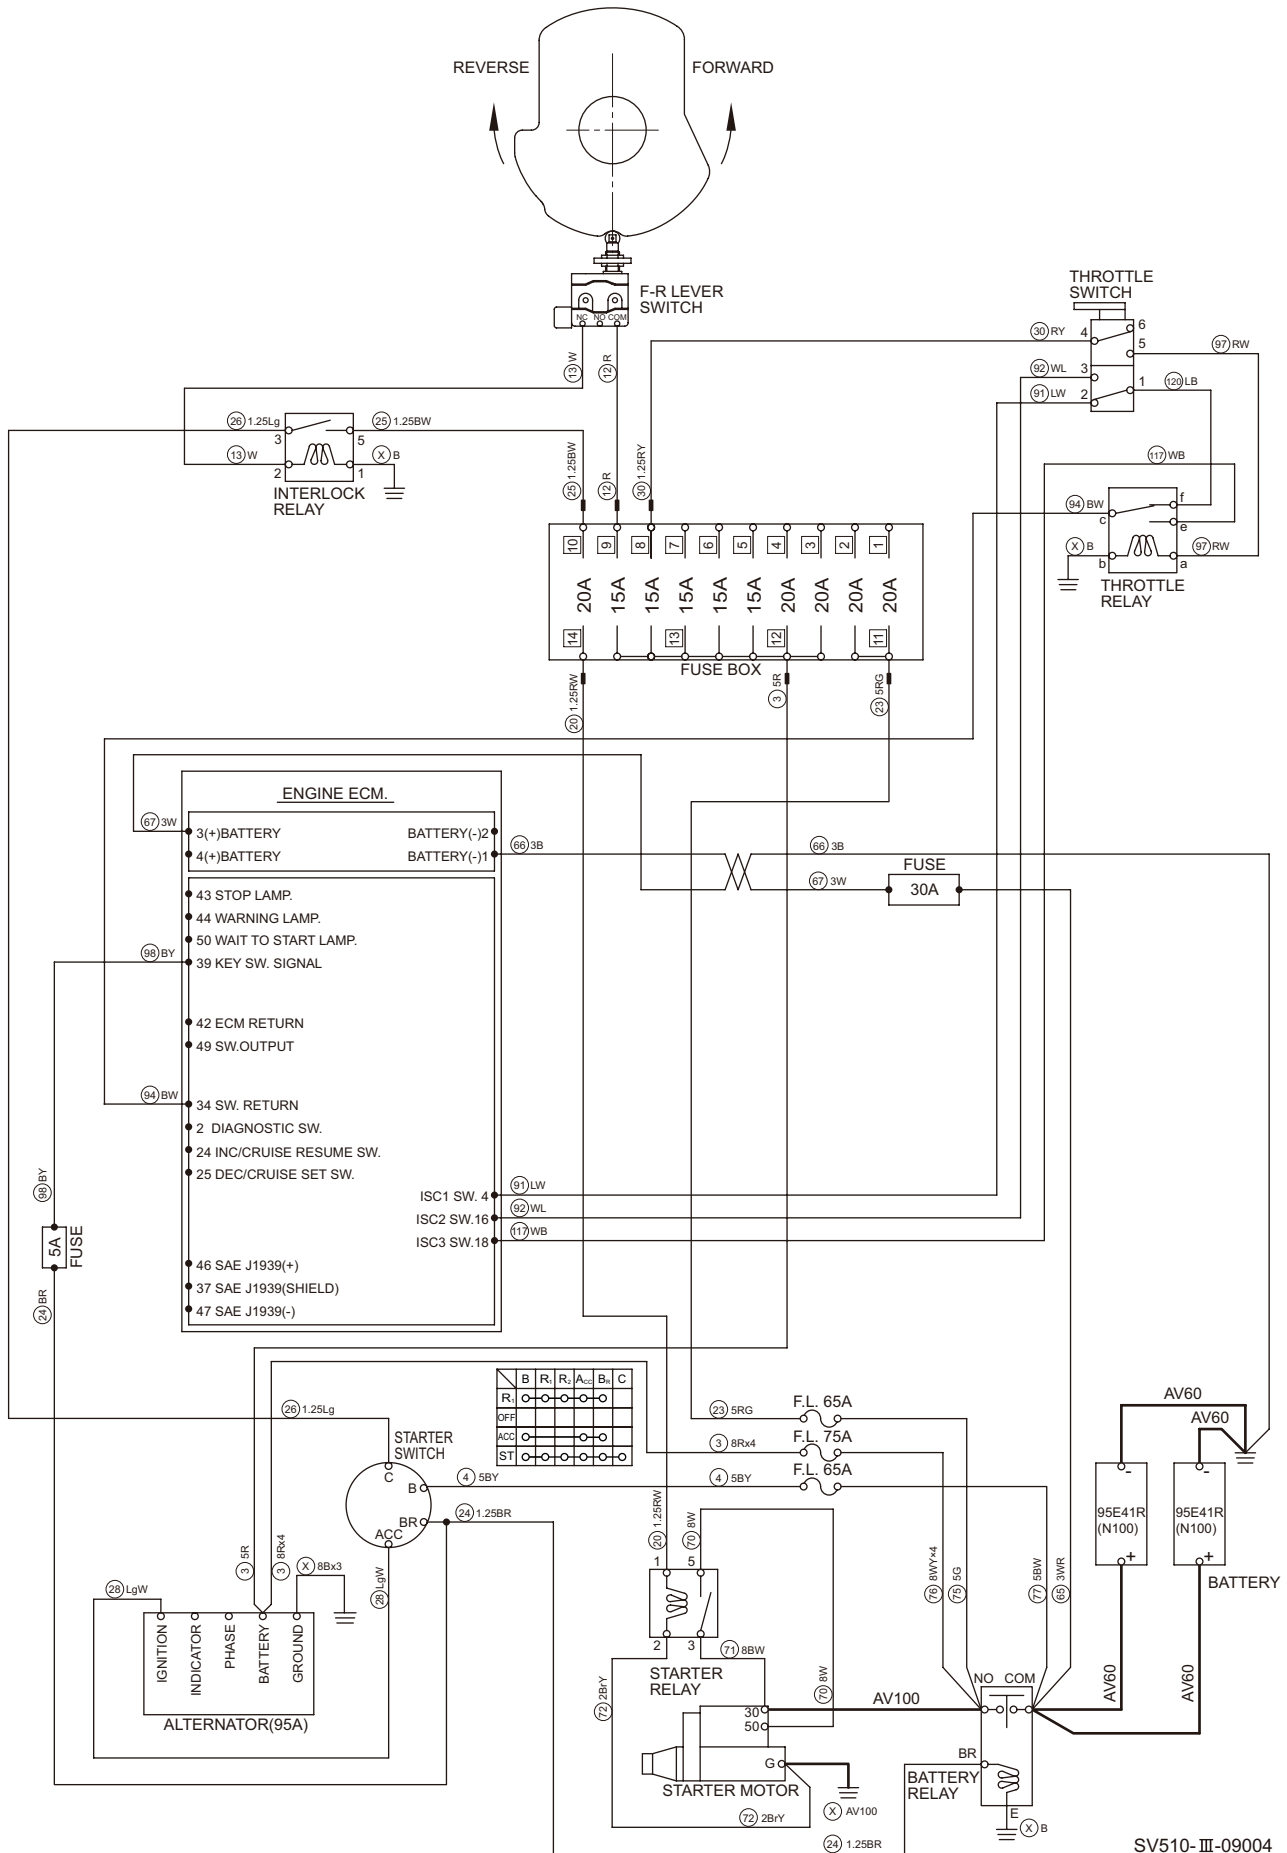 REVERSE
FORWARD
F-R LEVER
SWITCH
NC NO COM
THROTTLE
SWITCH
30 RY
4
6
5
97 RW
92 WL
3
91 LW
2
1
120 LB
13 W
12 R
26 1.25Lg
3
5
25 1.25BW
13 W
2
1
X B
INTERLOCK
RELAY
25 1.25BW
12 R
30 1.25RY
117 WB
94 BW
c
f
e
X B
b
a
97 RW
THROTTLE
RELAY
10 9 8 7 6 5 4 3 2 1
20A 15A 15A 15A 15A 15A 20A 20A 20A 20A
14 13 12 11
FUSE BOX
20 1.25RW
3 5R
23 5RG
ENGINE ECM.
67 3W
3(+)BATTERY
BATTERY(-)2
4(+)BATTERY
BATTERY(-)1
66 3B
66 3B
67 3W
FUSE
30A
43 STOP LAMP.
44 WARNING LAMP.
50 WAIT TO START LAMP.
98 BY
39 KEY SW. SIGNAL
42 ECM RETURN
49 SW.OUTPUT
94 BW
34 SW. RETURN
2 DIAGNOSTIC SW.
24 INC/CRUISE RESUME SW.
25 DEC/CRUISE SET SW.
ISC1 SW. 4
91 LW
ISC2 SW.16
92 WL
ISC3 SW.18
117 WB
98 BY
5A
FUSE
24 BR
46 SAE J1939(+)
37 SAE J1939(SHIELD)
47 SAE J1939(-)
B R1 R2 ACC BR C
R1
OFF
ACC
ST
26 1.25Lg
STARTER
SWITCH
C
B
BR
ACC
4 5BY
24 1.25BR
23 5RG
F.L. 65A
3 8Rx4
F.L. 75A
4 5BY
F.L. 65A
AV60
AV60
-
-
95E41R
(N100)
95E41R
(N100)
+
+
BATTERY
3 5R
3 8Rx4
X 8Bx3
28 LgW
28 LgW
IGNITION
INDICATOR
PHASE
BATTERY
GROUND
ALTERNATOR(95A)
20 1.25RW
70 8W
1
5
2
3
STARTER
RELAY
71 8BW
72 2BrY
70 8W
76 8WY×4
75 5G
77 5BW
65 3WR
NO COM
AV60
AV60
AV100
30
50
G
STARTER MOTOR
72 2BrY
X AV100
BR
BATTERY
RELAY
E
X B
24 1.25BR
SV510-Ⅲ-09004